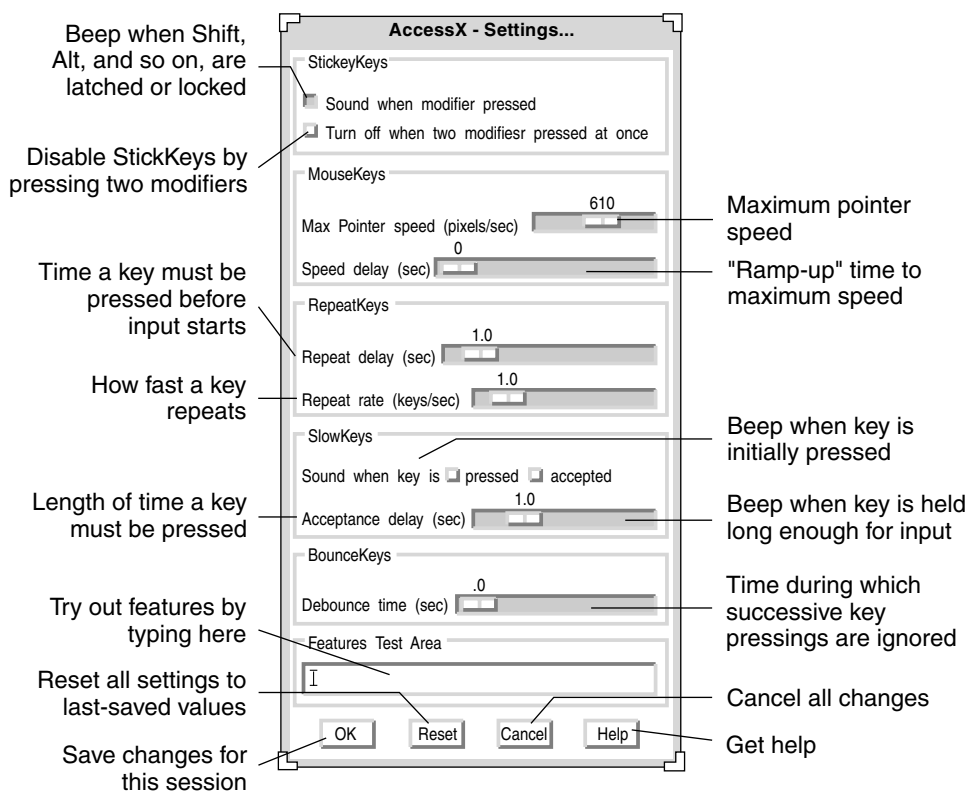 AccessX - Settings...
Beep when Shift,
Alt, and so on, are
latched or locked
StickeyKeys
Sound when modifier pressed
Turn off when two modifiesr pressed at once
Disable StickKeys by
pressing two modifiers
MouseKeys
610
Max Pointer speed (pixels/sec)
Maximum pointer
speed
0
Speed delay (sec)
"Ramp-up" time to
maximum speed
Time a key must be
pressed before
input starts
RepeatKeys
1.0
Repeat delay (sec)
How fast a key
repeats
1.0
Repeat rate (keys/sec)
SlowKeys
Beep when key is
initially pressed
Sound when key is pressed accepted
Length of time a key
must be pressed
1.0
Acceptance delay (sec)
Beep when key is held
long enough for input
BounceKeys
.0
Debounce time (sec)
Time during which
successive key
pressings are ignored
Try out features by
typing here
Features Test Area
Reset all settings to
last-saved values
Cancel all changes
OK Reset Cancel Help
Get help
Save changes for
this session